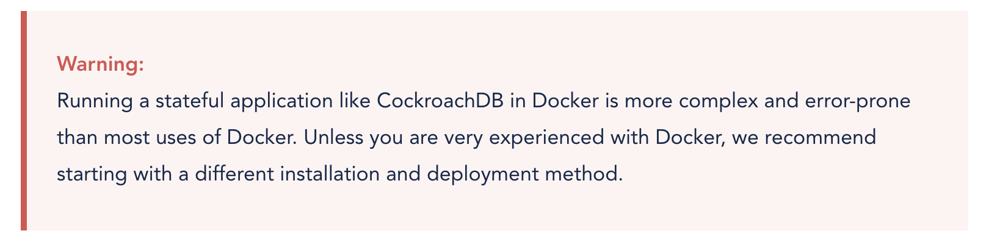 Warning:
Running a stateful application like CockroachDB in Docker is more complex and error-prone
than most uses of Docker. Unless you are very experienced with Docker, we recommend
starting with a different installation and deployment method.